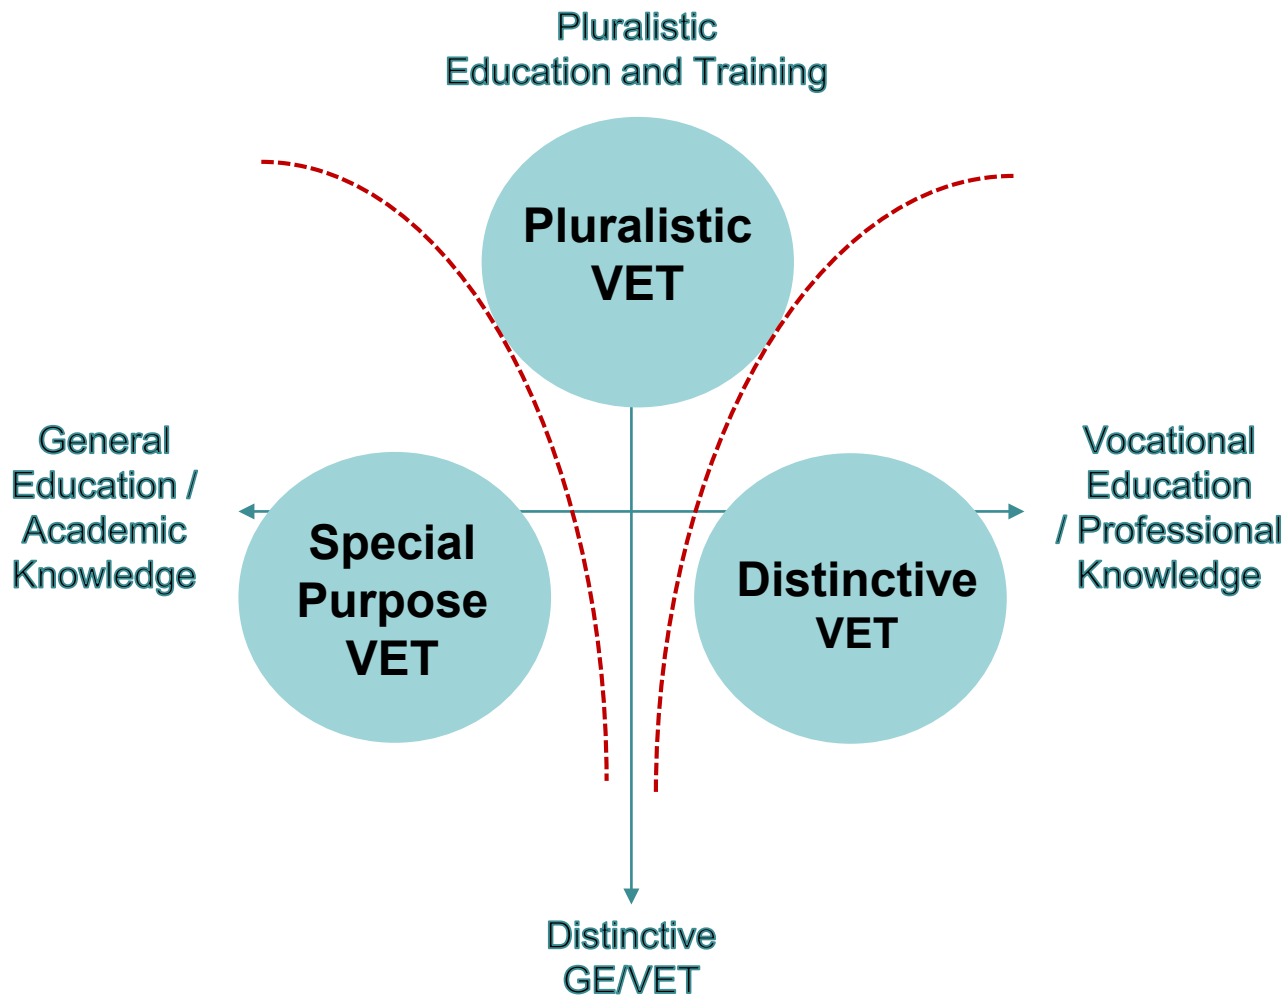 Pluralistic
Education and Training
Pluralistic
VET
General
Education /
Academic
Knowledge
Vocational
Education
/ Professional
Knowledge
Special
Purpose
VET
Distinctive
VET
Distinctive
GE/VET